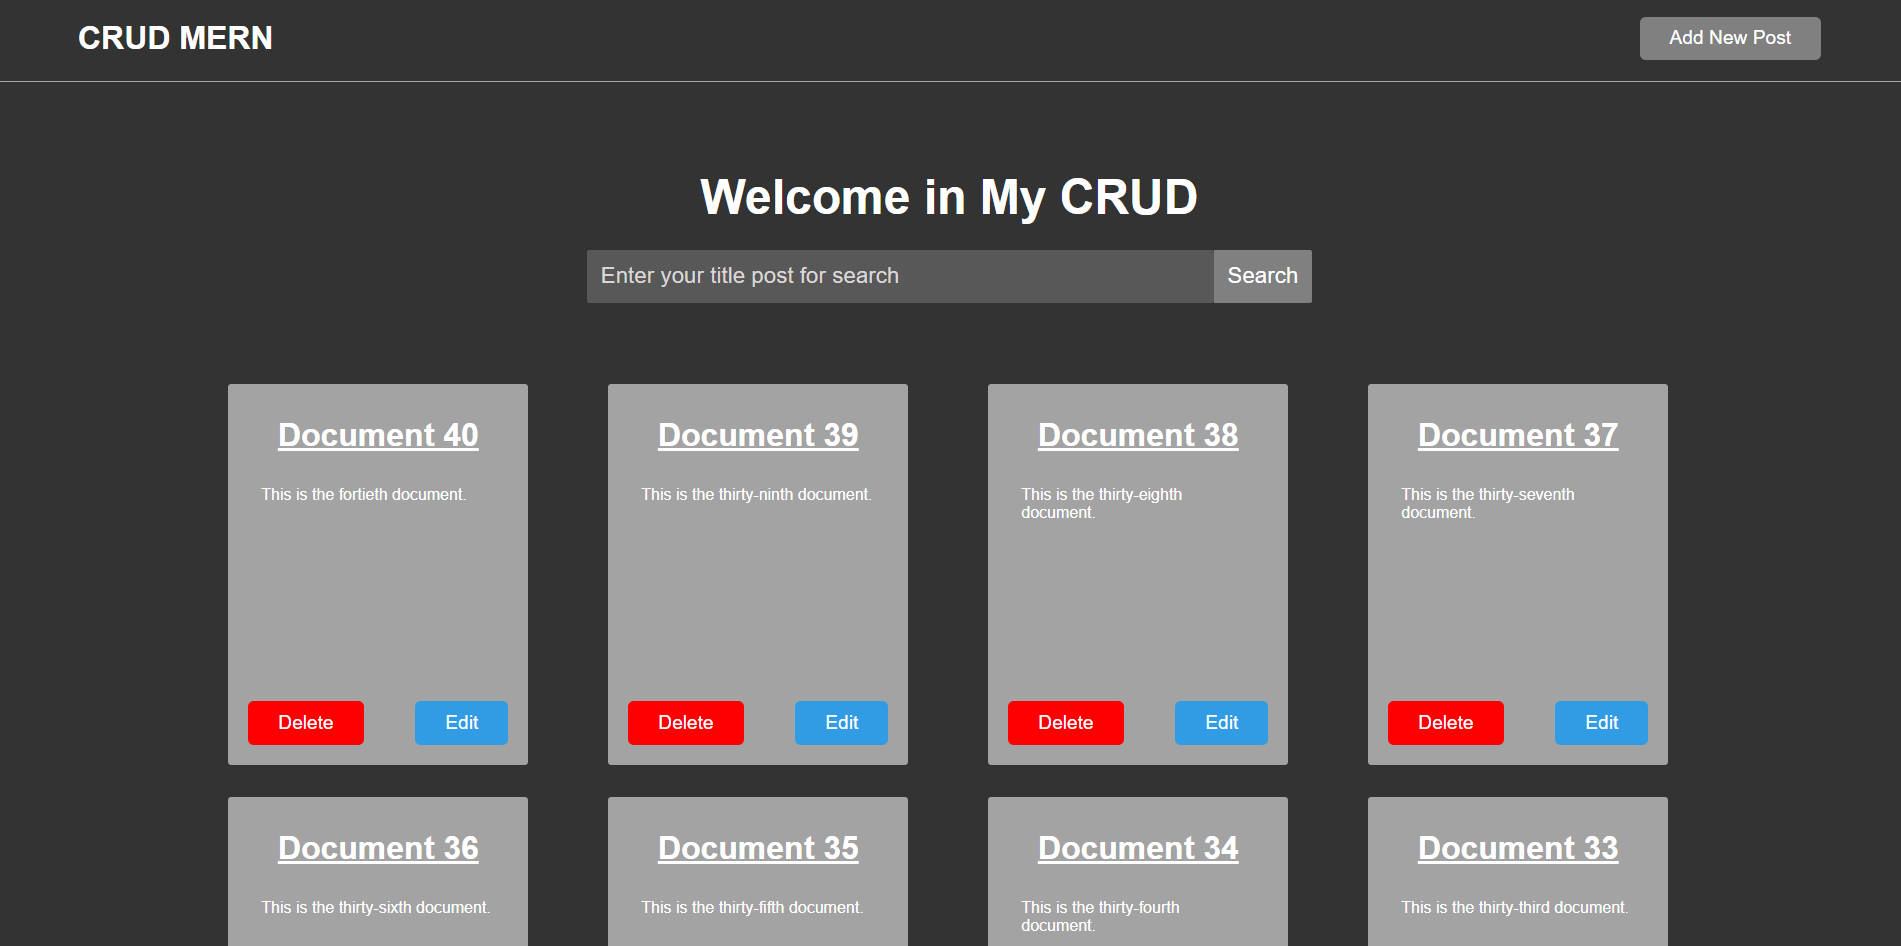 CRUD MERN
Add New Post
Welcome in My CRUD
Enter your title post for search
Search
Document 40
This is the fortieth document.
Delete
Edit
Document 39
This is the thirty-ninth document.
Delete
Edit
Document 38
This is the thirty-eighth
document.
Delete
Edit
Document 37
This is the thirty-seventh
document.
Delete
Edit
Document 36
This is the thirty-sixth document.
Document 35
This is the thirty-fifth document.
Document 34
This is the thirty-fourth
document.
Document 33
This is the thirty-third document.